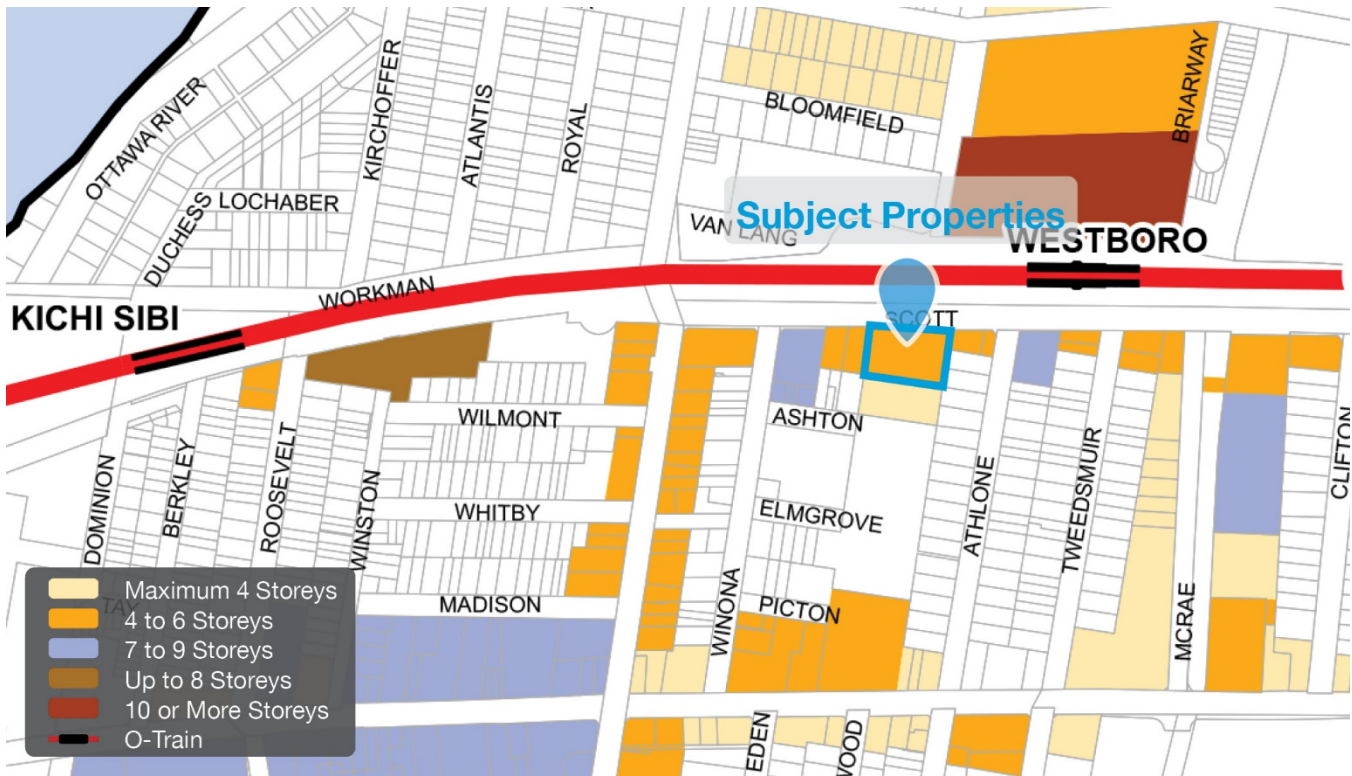 OTTAWA RIVER
KIRCHOFFER
ATLANTIS
ROYAL
BLOOMFIELD
BRIARWAY
LOCHABER
DUCHESS
VAN LANG
Subject Properties
WESTBORO
KICHI SIBI
WORKMAN
SCOTT
WILMONT
ASHTON
DOMINION
BERKLEY
ROOSEVELT
WINSTON
WHITBY
ELMGROVE
ATHLONE
TWEEDSMUIR
CLIFTON
MADISON
WINONA
PICTON
MCRAE
TAY
Maximum 4 Storeys
4 to 6 Storeys
7 to 9 Storeys
Up to 8 Storeys
10 or More Storeys
O-Train
EDEN
WOOD